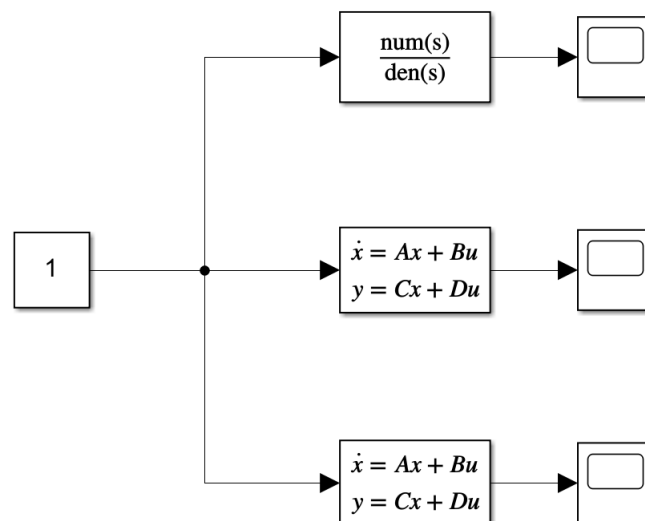 num(s)
den(s)
1
ẋ = Ax + Bu
y = Cx + Du
ẋ = Ax + Bu
y = Cx + Du